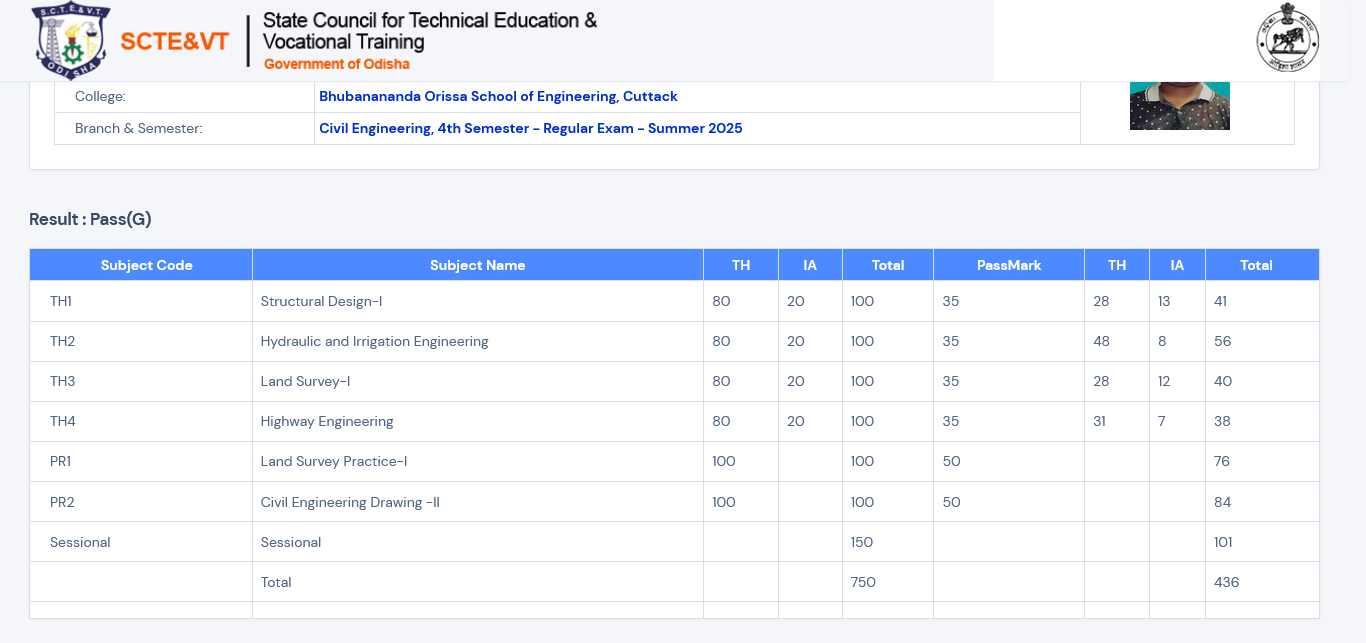 S.C.T.E.&V.T.
ODISHA
SCTE&VT
State Council for Technical Education &
Vocational Training
Government of Odisha
College: Bhubanananda Orissa School of Engineering, Cuttack
Branch & Semester: Civil Engineering, 4th Semester - Regular Exam - Summer 2025
Result : Pass(G)
Subject Code Subject Name TH IA Total PassMark TH IA Total
TH1 Structural Design-I 80 20 100 35 28 13 41
TH2 Hydraulic and Irrigation Engineering 80 20 100 35 48 8 56
TH3 Land Survey-I 80 20 100 35 28 12 40
TH4 Highway Engineering 80 20 100 35 31 7 38
PR1 Land Survey Practice-I 100 100 50 76
PR2 Civil Engineering Drawing -II 100 100 50 84
Sessional Sessional 150 101
Total 750 436